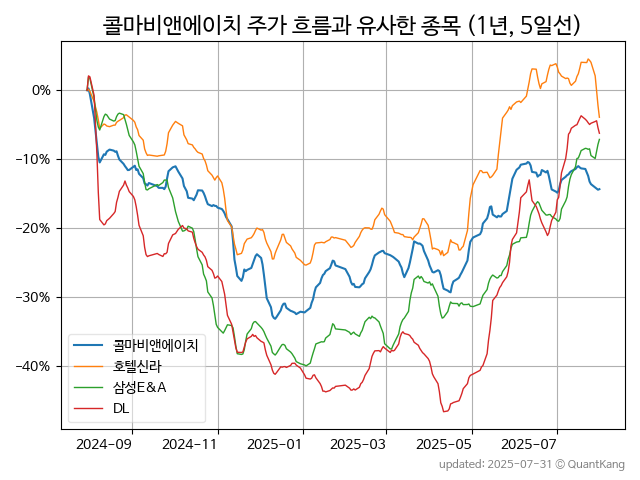 콜마비앤에이치 주가 흐름과 유사한 종목 (1년, 5일선)
0%
-10%
-20%
-30%
-40%
콜마비앤에이치
호텔신라
삼성E&A
DL
2024-09
2024-11
2025-01
2025-03
2025-05
2025-07
updated: 2025-07-31 © QuantKang